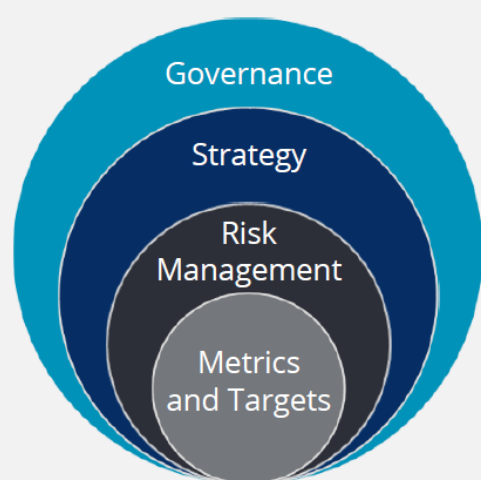 Governance
Strategy
Risk
Management
Metrics
and Targets